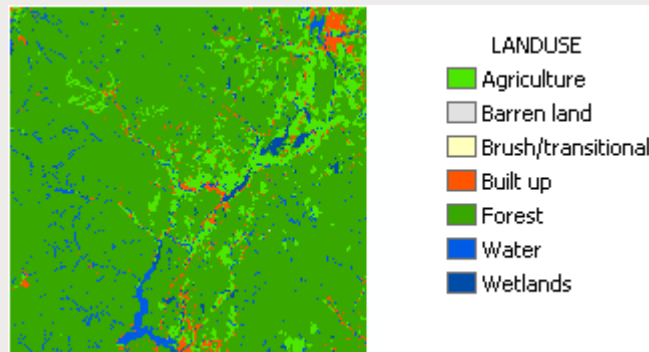 LANDUSE
Agriculture
Barren land
Brush/transitional
Built up
Forest
Water
Wetlands